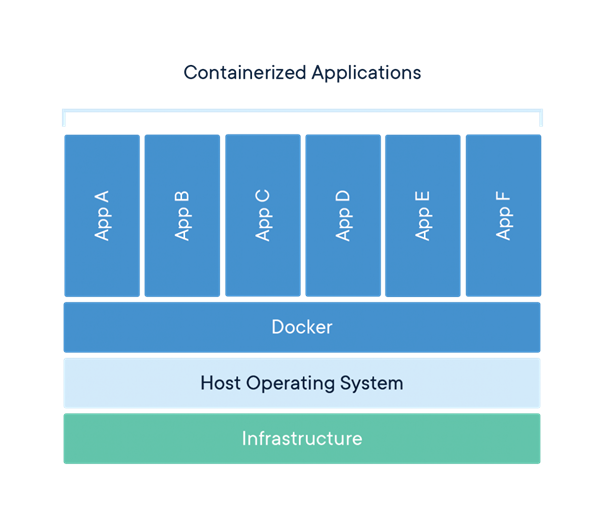 Containerized Applications
App A
App B
App C
App D
App E
App F
Docker
Host Operating System
Infrastructure